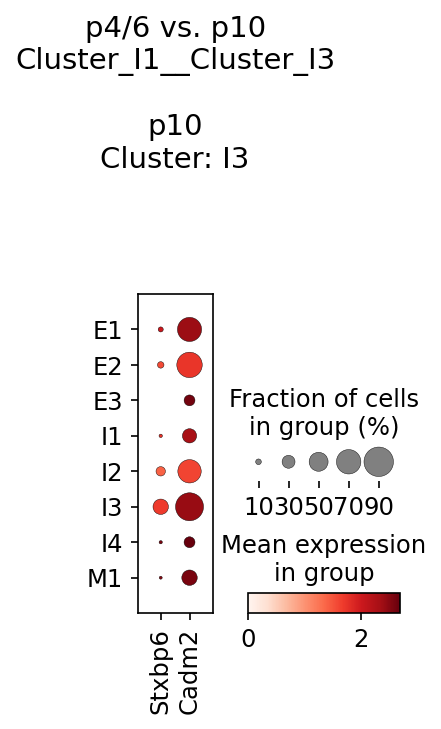 p4/6 vs. p10
Cluster_I1__Cluster_I3
p10
Cluster: I3
E1
E2
E3
I1
I2
I3
I4
M1
Stxbp6
Cadm2
Fraction of cells
in group (%)
10 30 50 70 90
Mean expression
in group
0 2